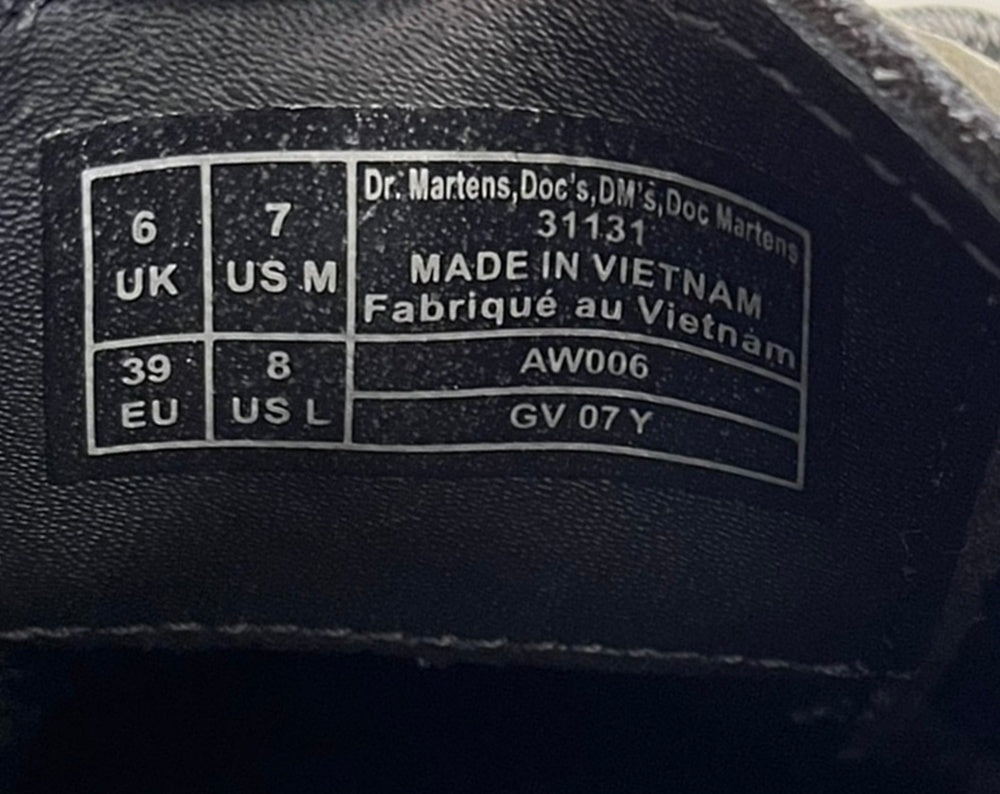 6
UK
7
US M
39
EU
8
US L
Dr. Martens,Doc's,DM's,Doc Martens
31131
MADE IN VIETNAM
Fabriqué au Vietnam
AW006
GV 07 Y